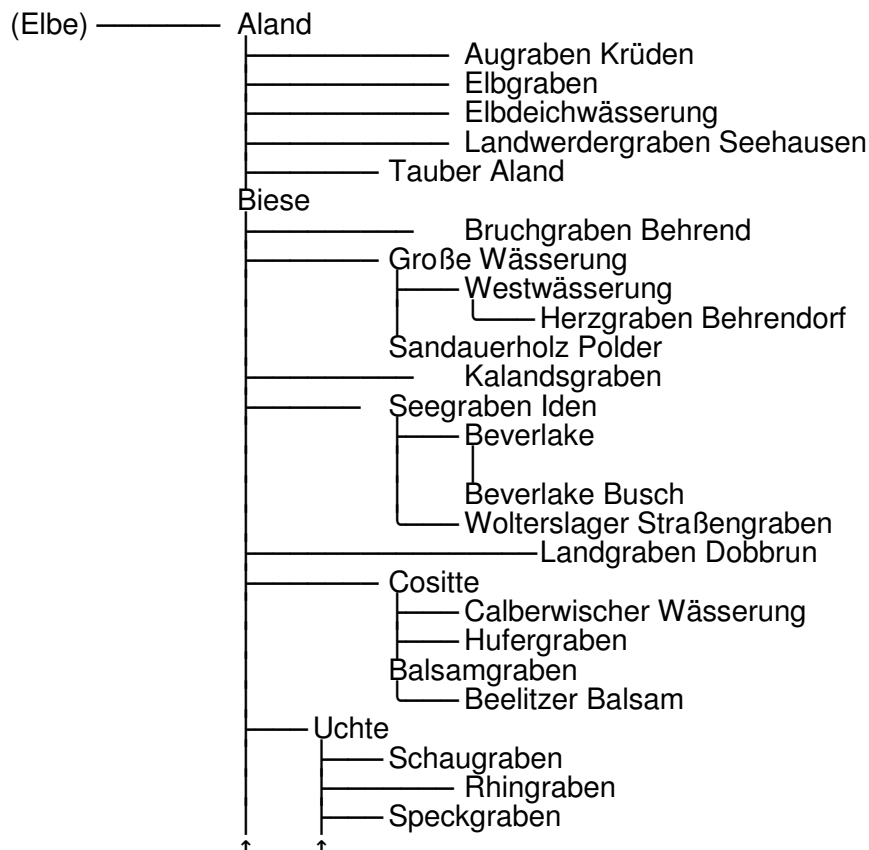 (Elbe) Aland
Augraben Krüden
Elbgraben
Elbdeichwässerung
Landwerdergraben Seehausen
Tauber Aland
Biese
Bruchgraben Behrend
Große Wässerung
Westwässerung
Herzgraben Behrendorf
Sandauerholz Polder
Kalandsgraben
Seegraben Iden
Beverlake
Beverlake Busch
Wolterslager Straßengraben
Landgraben Dobbrun
Cositte
Calberwischer Wässerung
Hufergraben
Balsamgraben
Beelitzer Balsam
Uchte
Schaugraben
Rhingraben
Speckgraben